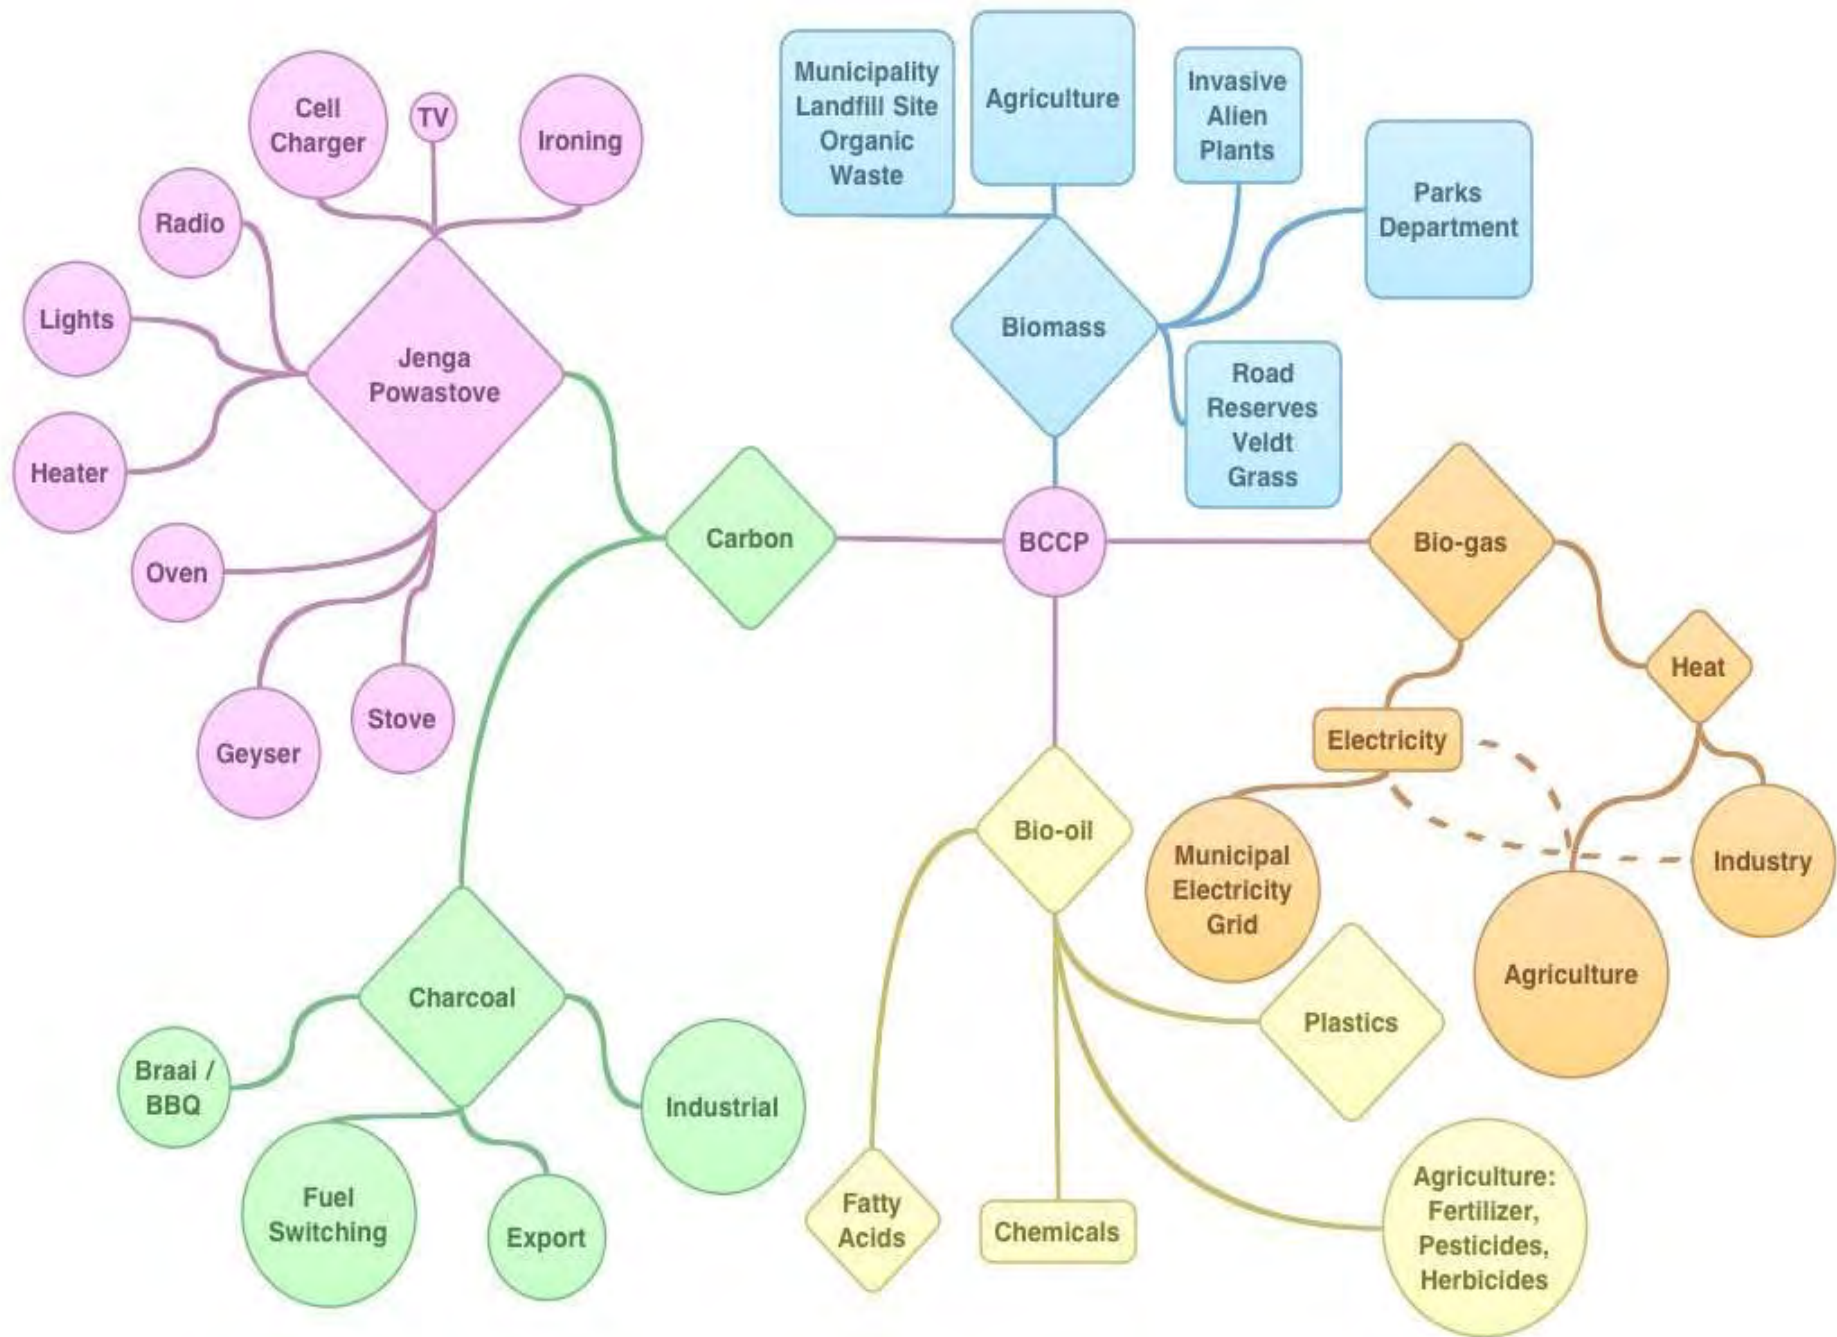 Cell
Charger
TV
Ironing
Radio
Lights
Jenga
Powastove
Heater
Oven
Geyser
Stove
Municipality
Landfill Site
Organic
Waste
Agriculture
Invasive
Alien
Plants
Parks
Department
Biomass
Road
Reserves
Veldt
Grass
Carbon
BCCP
Bio-gas
Heat
Electricity
Municipal
Electricity
Grid
Industry
Agriculture
Bio-oil
Plastics
Fatty
Acids
Chemicals
Agriculture:
Fertilizer,
Pesticides,
Herbicides
Charcoal
Braai /
BBQ
Fuel
Switching
Export
Industrial